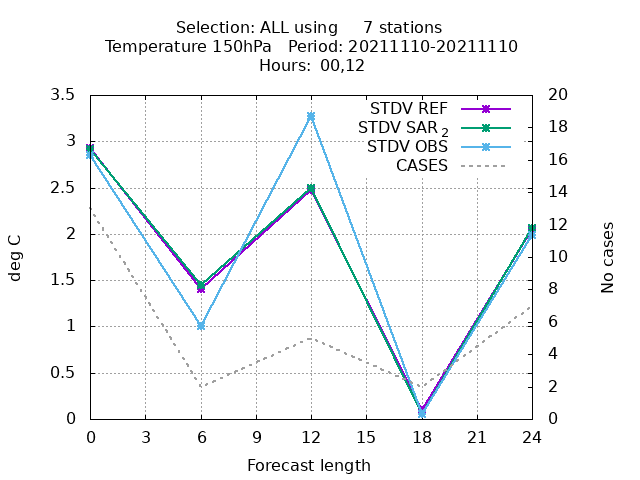 Selection: ALL using 7 stations
Temperature 150hPa Period: 20211110-20211110
Hours: 00,12
STDV REF
STDV SAR 2
STDV OBS
CASES
3.5
3
2.5
2
1.5
1
0.5
0
deg C
20
18
16
14
12
10
8
6
4
2
0
No cases
0 3 6 9 12 15 18 21 24
Forecast length